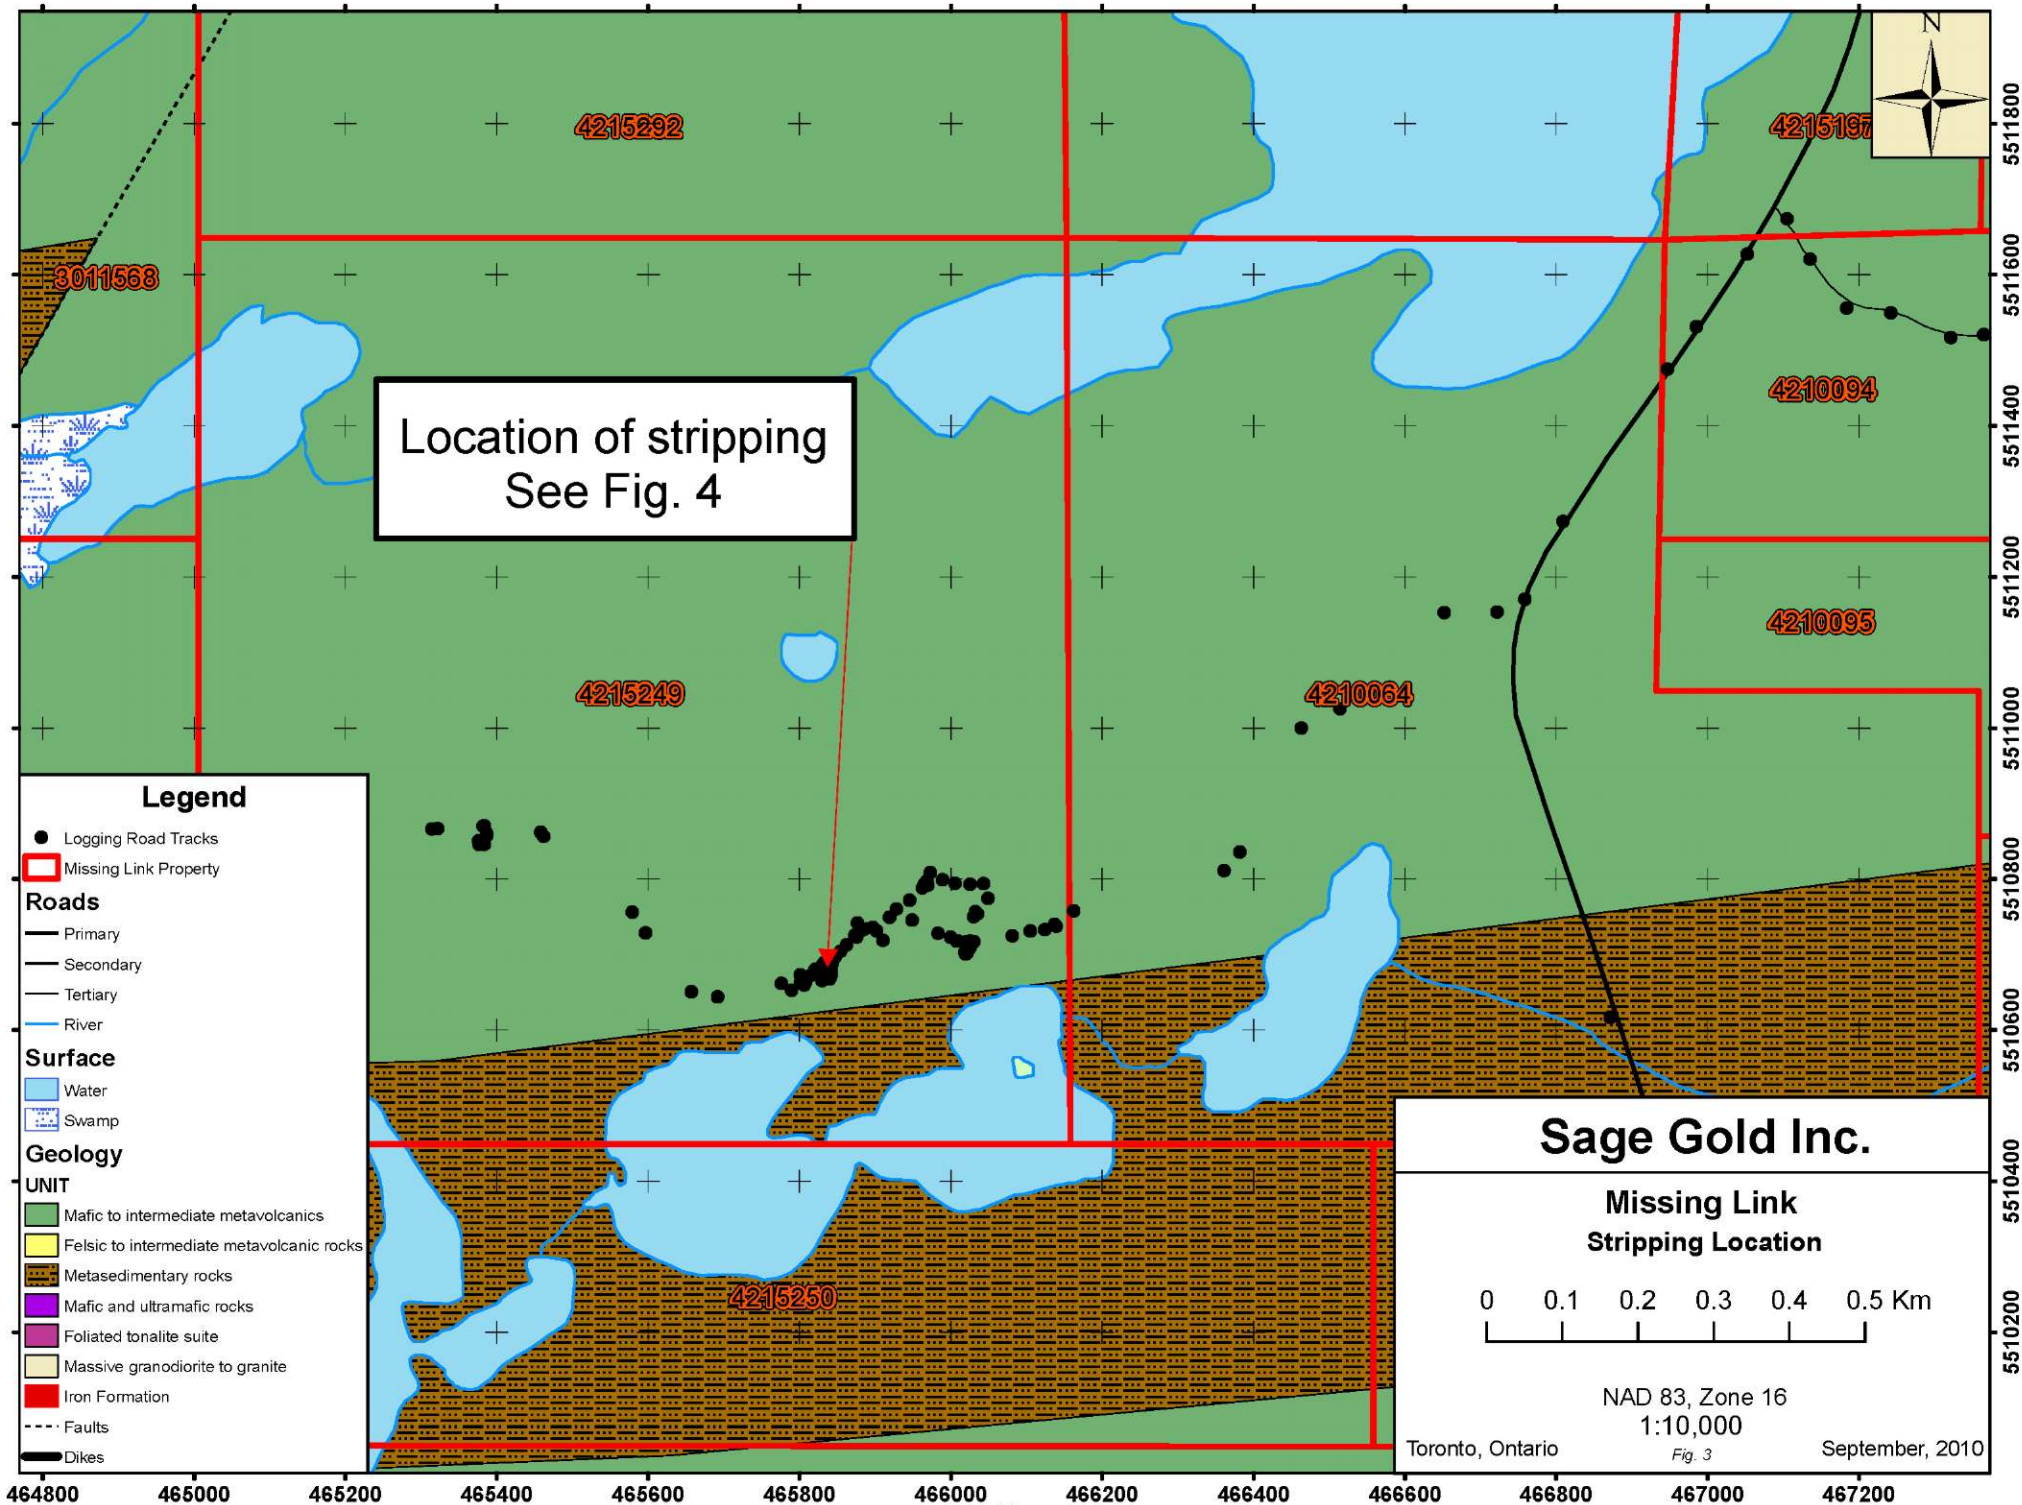 N
4215292
4215197
3011568
4210094
Location of stripping
See Fig. 4
4210095
4215249
4210064
4215250
Legend
Logging Road Tracks
Missing Link Property
Roads
Primary
Secondary
Tertiary
River
Surface
Water
Swamp
Geology
UNIT
Mafic to intermediate metavolcanics
Felsic to intermediate metavolcanic rocks
Metasedimentary rocks
Mafic and ultramafic rocks
Foliated tonalite suite
Massive granodiorite to granite
Iron Formation
Faults
Dikes
Sage Gold Inc.
Missing Link
Stripping Location
0 0.1 0.2 0.3 0.4 0.5 Km
NAD 83, Zone 16
1:10,000
Toronto, Ontario
Fig. 3
September, 2010
5511800
5511600
5511400
5511200
5511000
5510800
5510600
5510400
5510200
464800 465000 465200 465400 465600 465800 466000 466200 466400 466600 466800 467000 467200